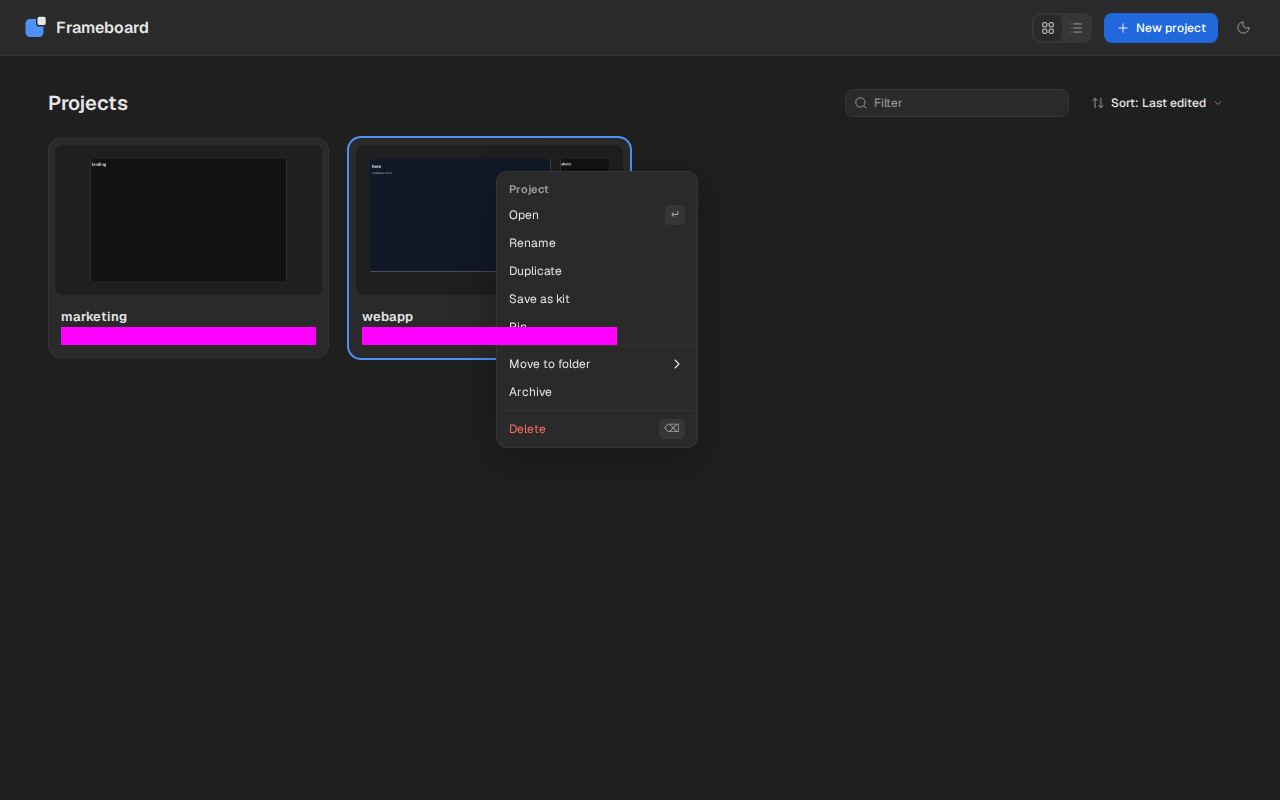 Frameboard
New project
Projects
Filter
Sort: Last edited
landing
hero
about
Project
Open
Rename
Duplicate
Save as kit
marketing
webapp
Move to folder
Archive
Delete